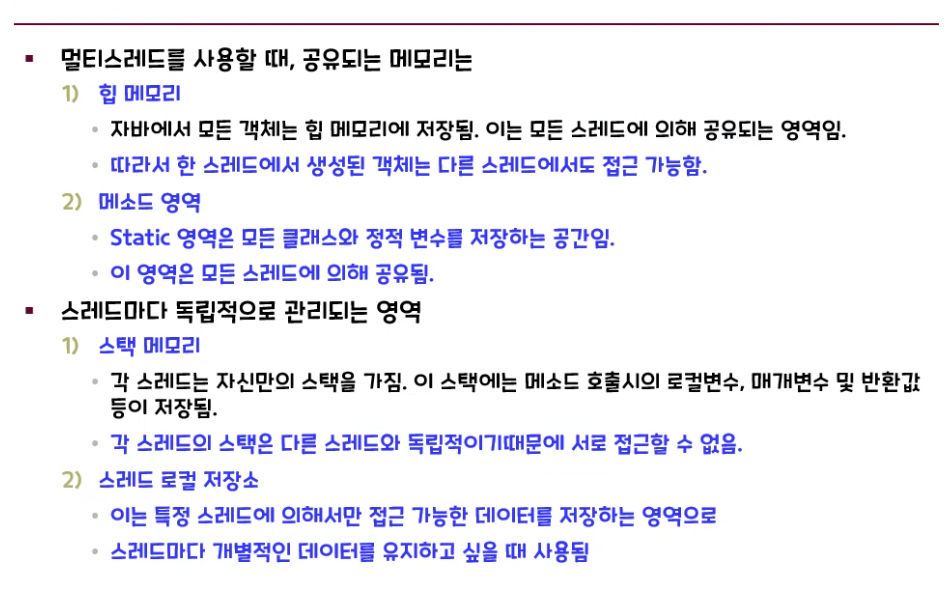 멀티스레드를 사용할 때, 공유되는 메모리는
1) 힙 메모리
자바에서 모든 객체는 힙 메모리에 저장됨. 이는 모든 스레드에 의해 공유되는 영역임.
따라서 한 스레드에서 생성된 객체는 다른 스레드에서도 접근 가능함.
2) 메소드 영역
Static 영역은 모든 클래스와 정적 변수를 저장하는 공간임.
이 영역은 모든 스레드에 의해 공유됨.
스레드마다 독립적으로 관리되는 영역
1) 스택 메모리
각 스레드는 자신만의 스택을 가짐. 이 스택에는 메소드 호출시의 로컬변수, 매개변수 및 반환값
등이 저장됨.
각 스레드의 스택은 다른 스레드와 독립적이기때문에 서로 접근할 수 없음.
2) 스레드 로컬 저장소
이는 특정 스레드에 의해서만 접근 가능한 데이터를 저장하는 영역으로
스레드마다 개별적인 데이터를 유지하고 싶을 때 사용됨